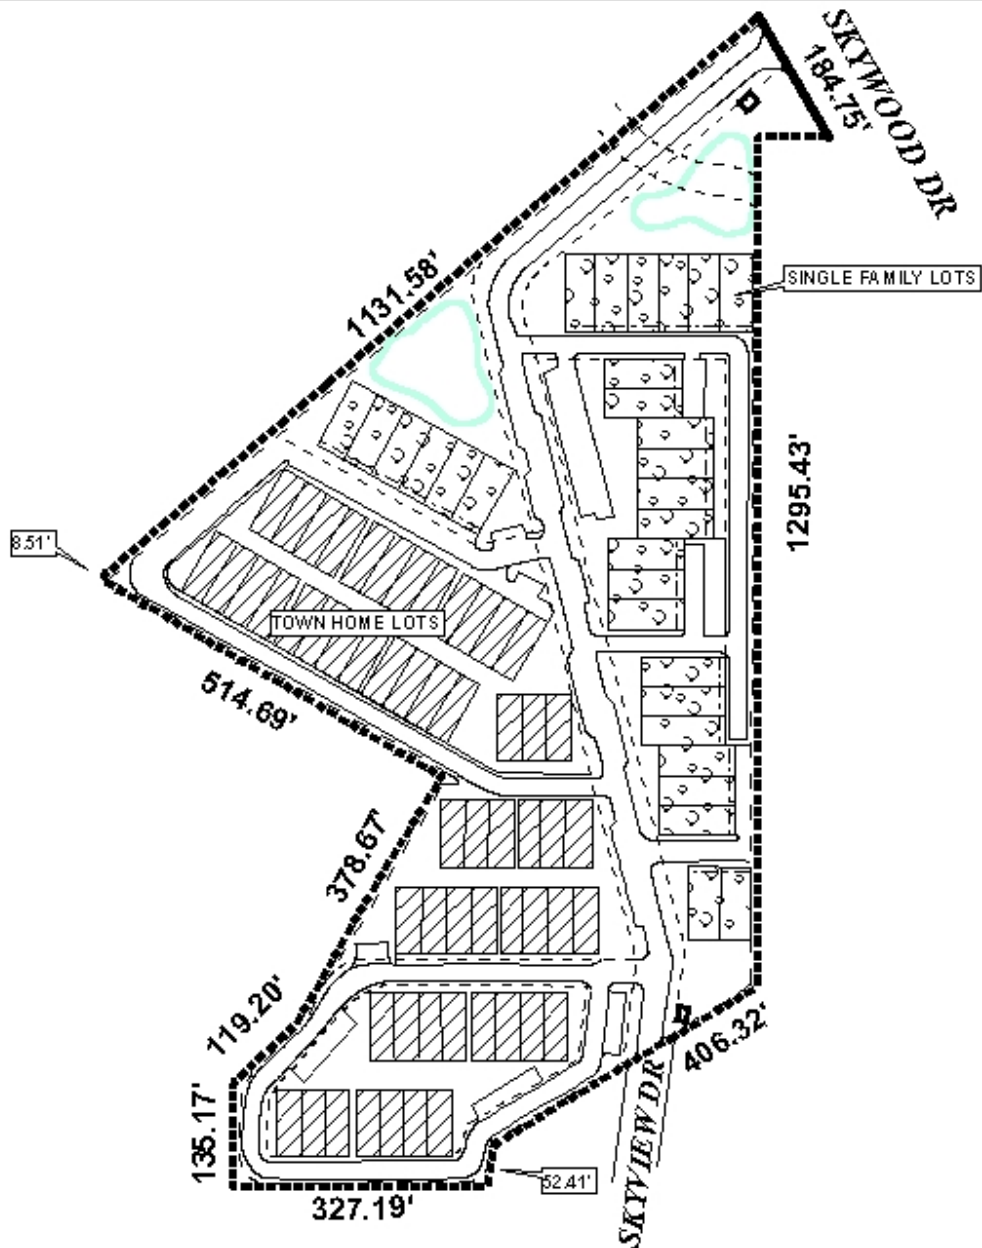 SKYWOOD DR
184.75'
SINGLE FAMILY LOTS
1131.58'
1295.43'
8.51'
TOWN HOME LOTS
514.69'
378.67'
119.20'
406.32'
135.17'
SKYVIEW DR
52.41'
327.19'